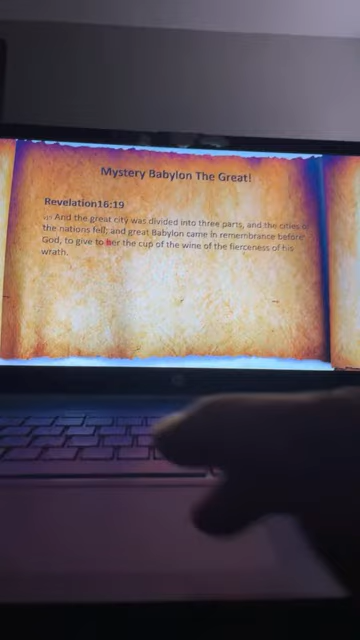 Mystery Babylon The Great!
Revelation16:19
And the great city was divided into three parts, and the cities
the nations fell: and great Babylon came in remembrance before
God, to give to her the cup of the wine of the fierceness of his
wrath.